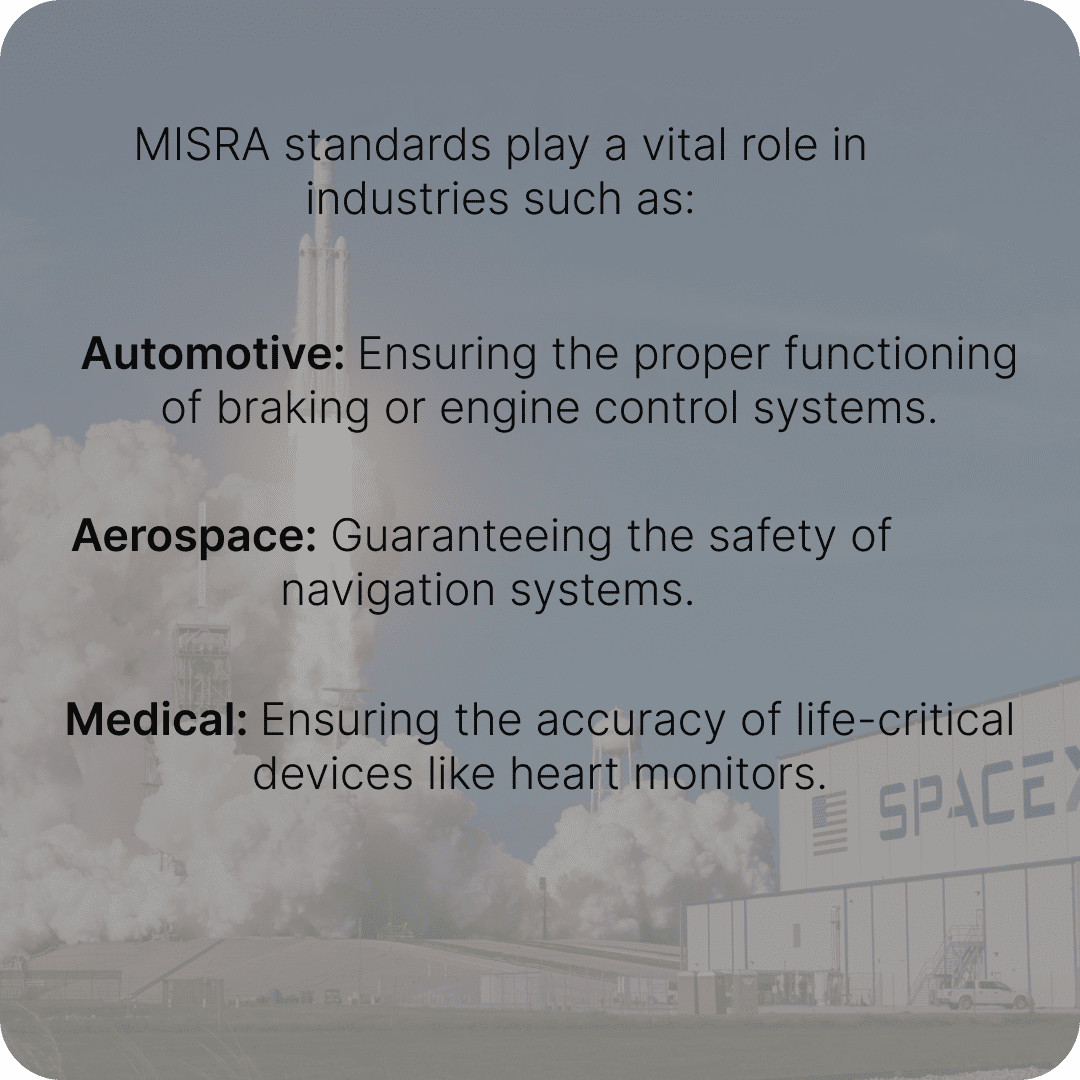 MISRA standards play a vital role in
industries such as:
Automotive: Ensuring the proper functioning
of braking or engine control systems.
Aerospace: Guaranteeing the safety of
navigation systems.
Medical: Ensuring the accuracy of life-critical
devices like heart monitors.
SPACEX